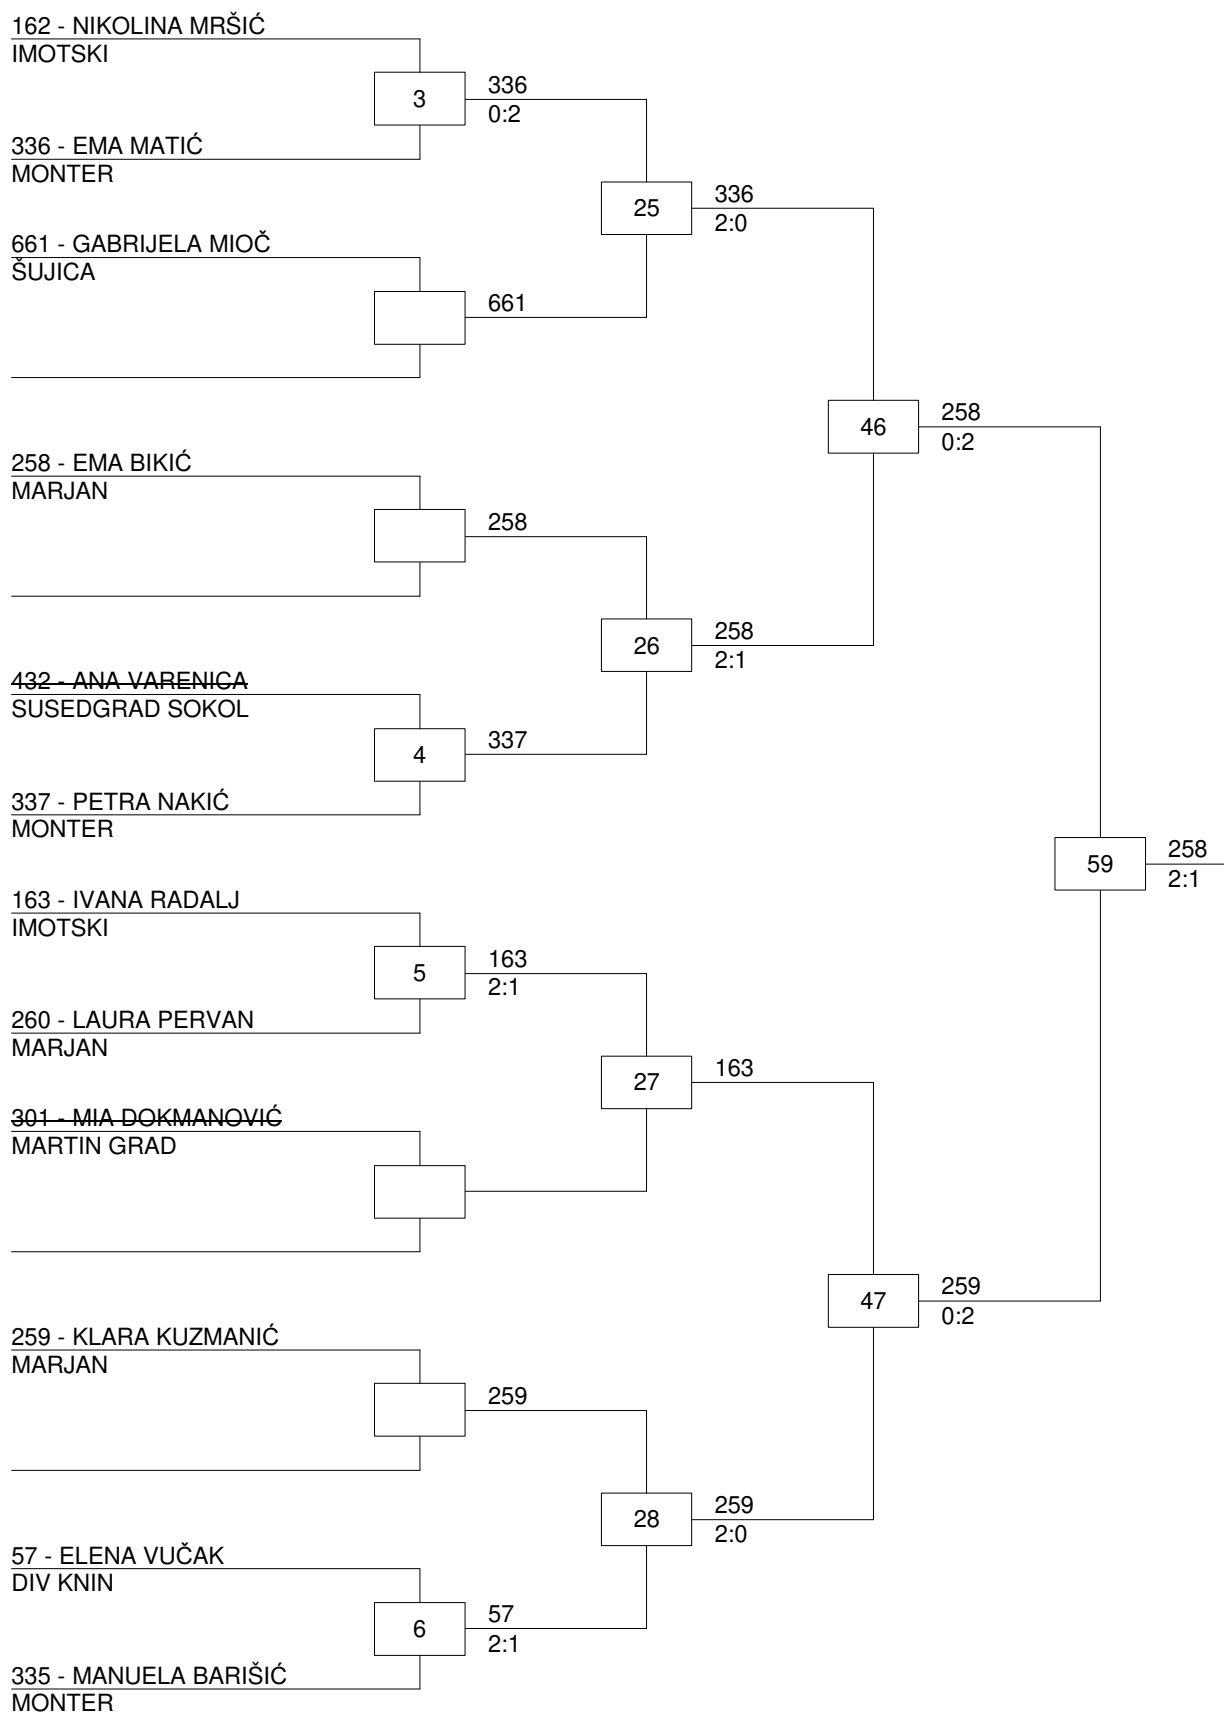 162 - NIKOLINA MRŠIĆ
IMOTSKI
3
336
0:2
336 - EMA MATIĆ
MONTER
25
336
2:0
661 - GABRIJELA MIOČ
ŠUJICA
661
46
258
0:2
258 - EMA BIKIĆ
MARJAN
258
26
258
2:1
432 - ANA VARENICA
SUSEDGRAD SOKOL
4
337
337 - PETRA NAKIĆ
MONTER
59
258
2:1
163 - IVANA RADALJ
IMOTSKI
5
163
2:1
260 - LAURA PERVAN
MARJAN
27
163
301 - MIA DOKMANOVIĆ
MARTIN GRAD
47
259
0:2
259 - KLARA KUZMANIĆ
MARJAN
259
28
259
2:0
57 - ELENA VUČAK
DIV KNIN
6
57
2:1
335 - MANUELA BARIŠIĆ
MONTER